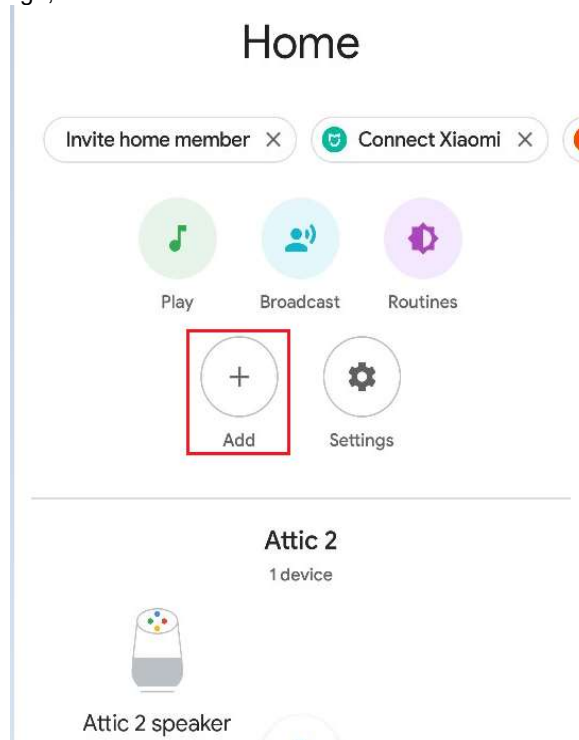 Home
Invite home member
Connect Xiaomi
Play Broadcast Routines
Add Settings
Attic 2
1 device
Attic 2 speaker